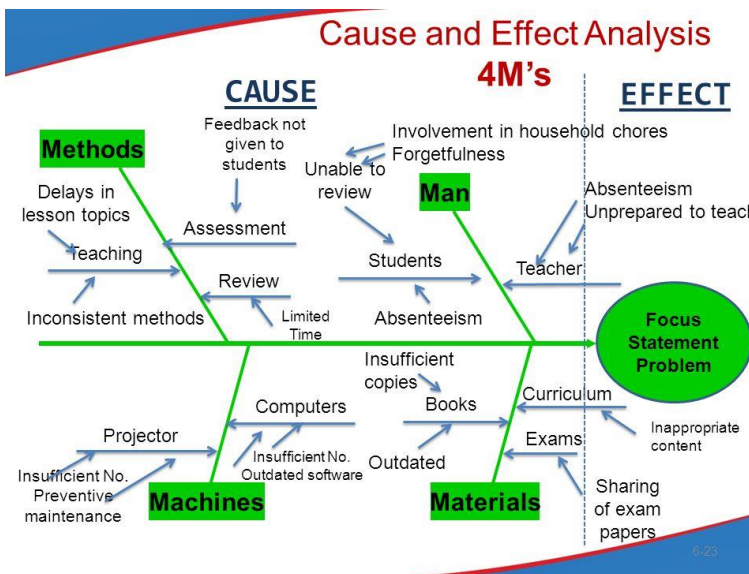 Cause and Effect Analysis
4M's
CAUSE
EFFECT
Methods
Feedback not
given to
students
Delays in
lesson topics
Assessment
Teaching
Review
Inconsistent methods
Limited
Time
Involvement in household chores
Forgetfulness
Unable to
review
Man
Absenteeism
Unprepared to teach
Students
Teacher
Absenteeism
Focus
Statement
Problem
Insufficient
copies
Computers
Projector
Insufficient No.
Preventive
maintenance
Insufficient No.
Outdated software
Machines
Books
Curriculum
Outdated
Exams
Inappropriate
content
Materials
Sharing
of exam
papers
6-23